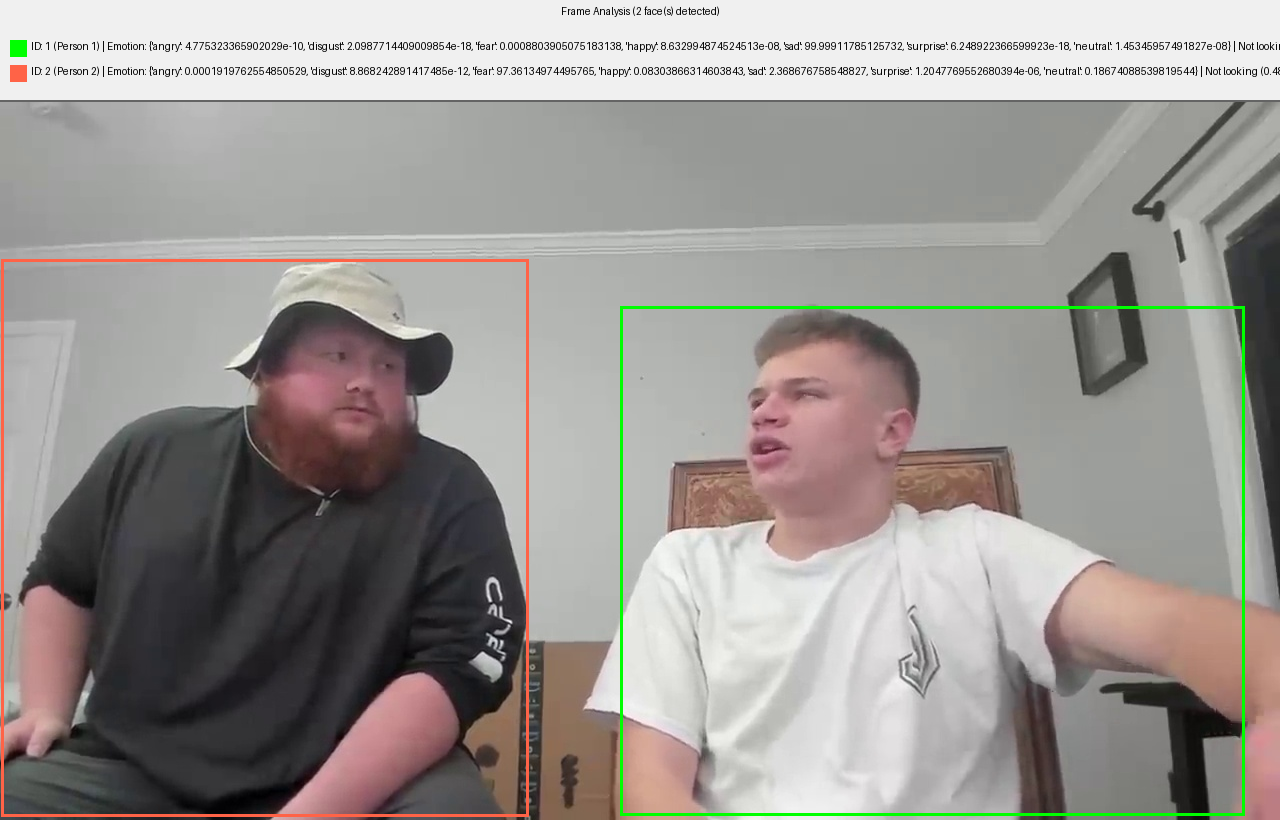 Frame Analysis (2 face(s) detected)
ID: 1 (Person 1) | Emotion: {'angry': 4.775323365902029e-10, 'disgust': 2.0987714409009854e-18, 'fear': 0.0008803905075183138, 'happy': 8.632994874524513e-08, 'sad': 99.99911785125732, 'surprise': 6.248922366599923e-18, 'neutral': 1.45345957491827e-08} | Not lookin
ID: 2 (Person 2) | Emotion: {'angry': 0.0001919762554850529, 'disgust': 8.868242891417485e-12, 'fear': 97.36134974495765, 'happy': 0.08303866314603843, 'sad': 2.368676758548827, 'surprise': 1.2047769552680394e-06, 'neutral': 0.18674088539819544} | Not looking (0.48